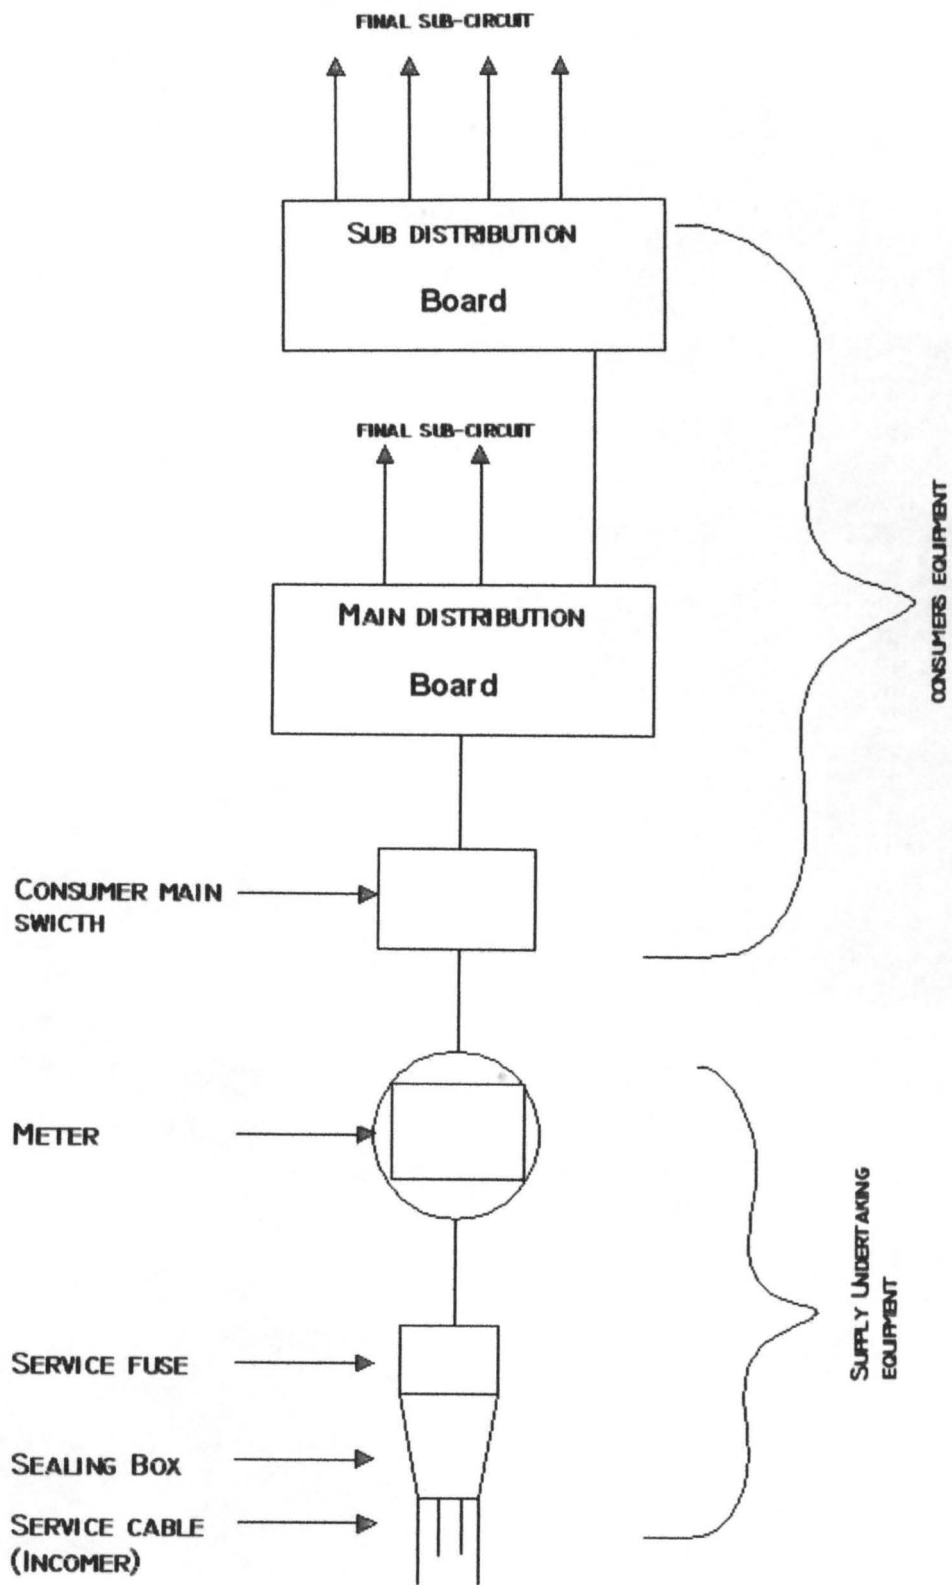 FINAL SUB-CIRCUIT
SUB DISTRIBUTION
Board
FINAL SUB-CIRCUIT
MAIN DISTRIBUTION
Board
CONSUMERS EQUIPMENT
CONSUMER MAIN
SWICTH
METER
SUPPLY UNDERTAKING
EQUIPMENT
SERVICE FUSE
SEALING BOX
SERVICE CABLE
(INCOMER)